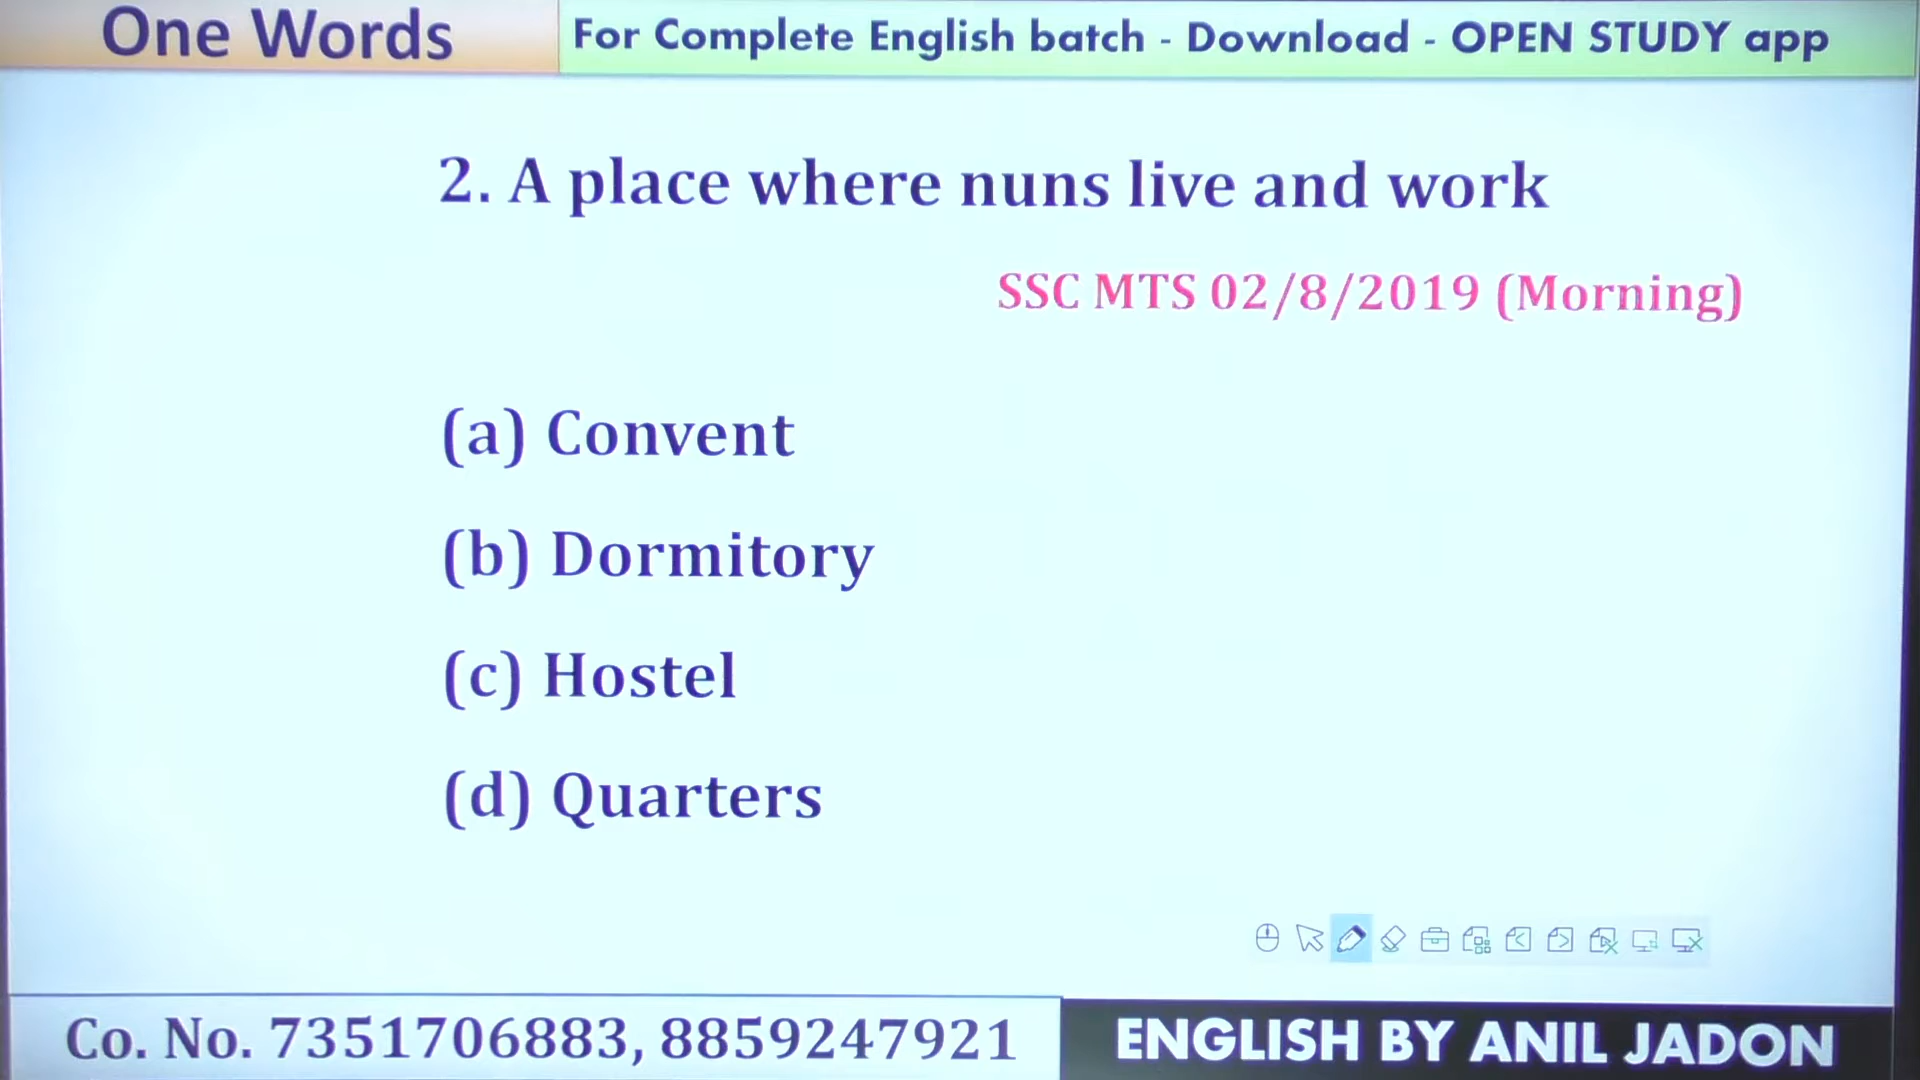 One Words
For Complete English batch - Download - OPEN STUDY app
2. A place where nuns live and work
SSC MTS 02/8/2019 (Morning)
(a) Convent
(b) Dormitory
(c) Hostel
(d) Quarters
Co. No. 7351706883, 8859247921
ENGLISH BY ANIL JADON